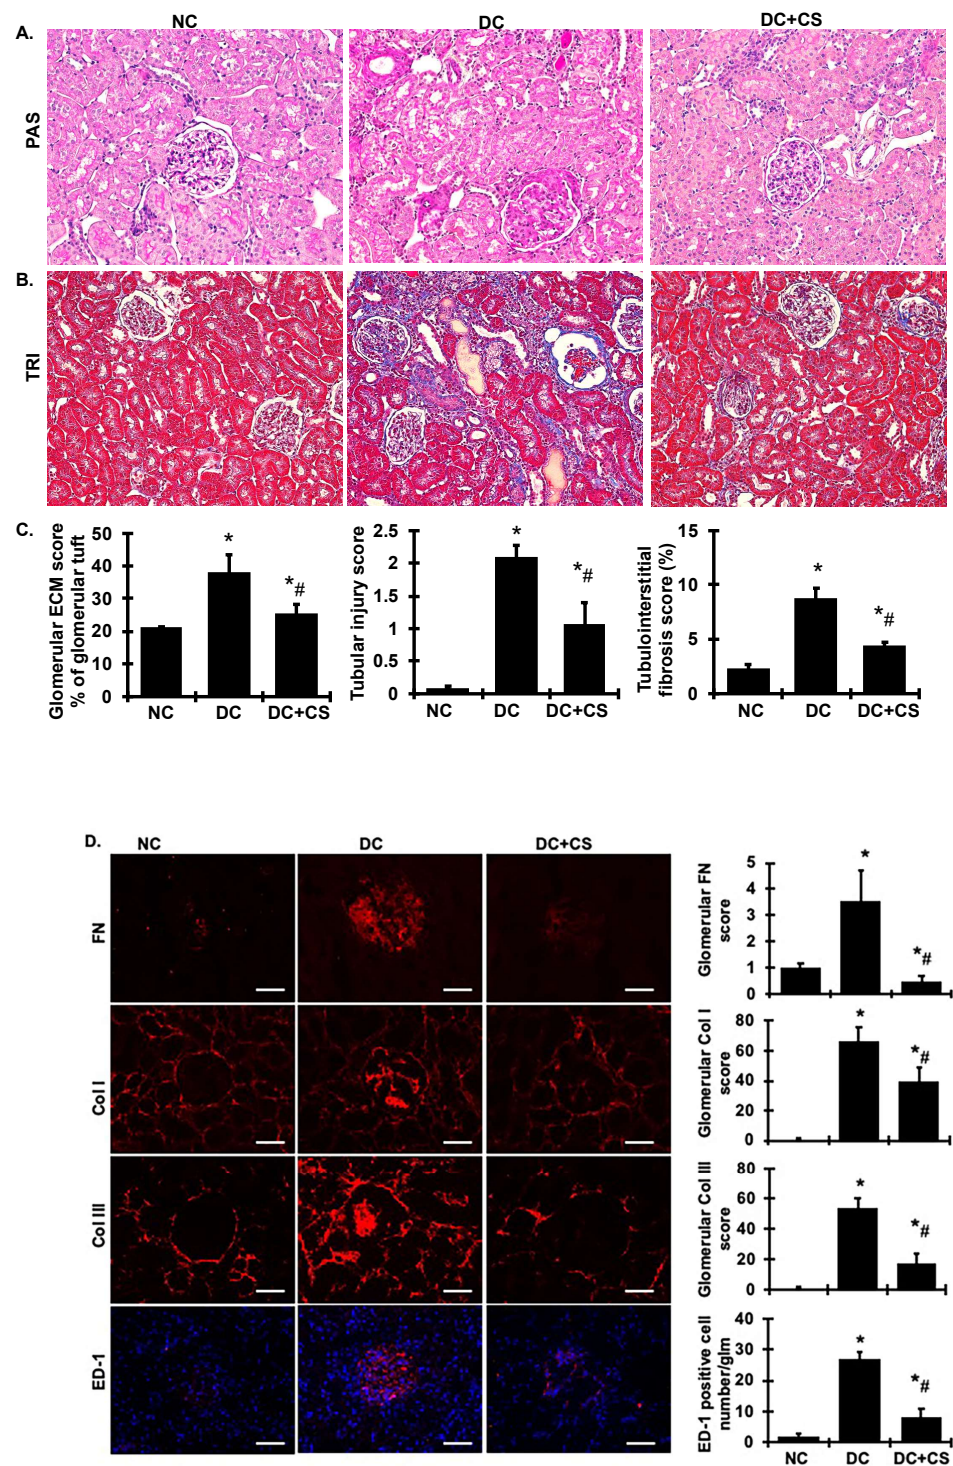 NC DC DC+CS
A.
PAS
B.
TRI
C.
Glomerular ECM score
% of glomerular tuft
50
40
30
20
10
0
* *# 
NC DC DC+CS
Tubular injury score
2.5
2
1.5
1
0.5
0
* *#
NC DC DC+CS
Tubulointerstitial
fibrosis score (%)
15
10
5
0
* *#
NC DC DC+CS
D.
NC DC DC+CS
FN
Col I
Col III
ED-1
Glomerular FN
score
5
4
3
2
1
0
* *#
Glomerular Col I
score
80
60
40
20
0
* *#
Glomerular Col III
score
80
60
40
20
0
* *#
ED-1 positive cell
number/glm
40
30
20
10
0
* *#
NC DC DC+CS